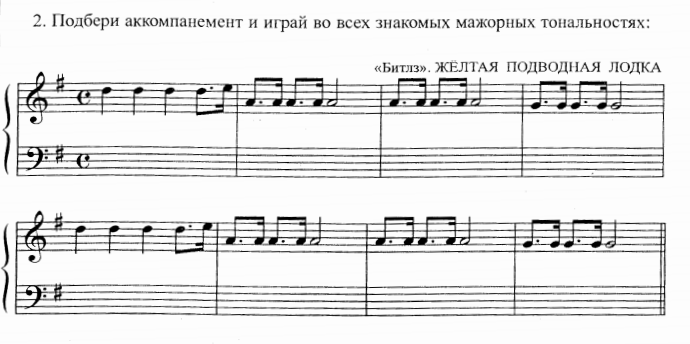 2. Подбери аккомпанемент и играй во всех знакомых мажорных тональностях:
«Битлз». ЖЁЛТАЯ ПОДВОДНАЯ ЛОДКА